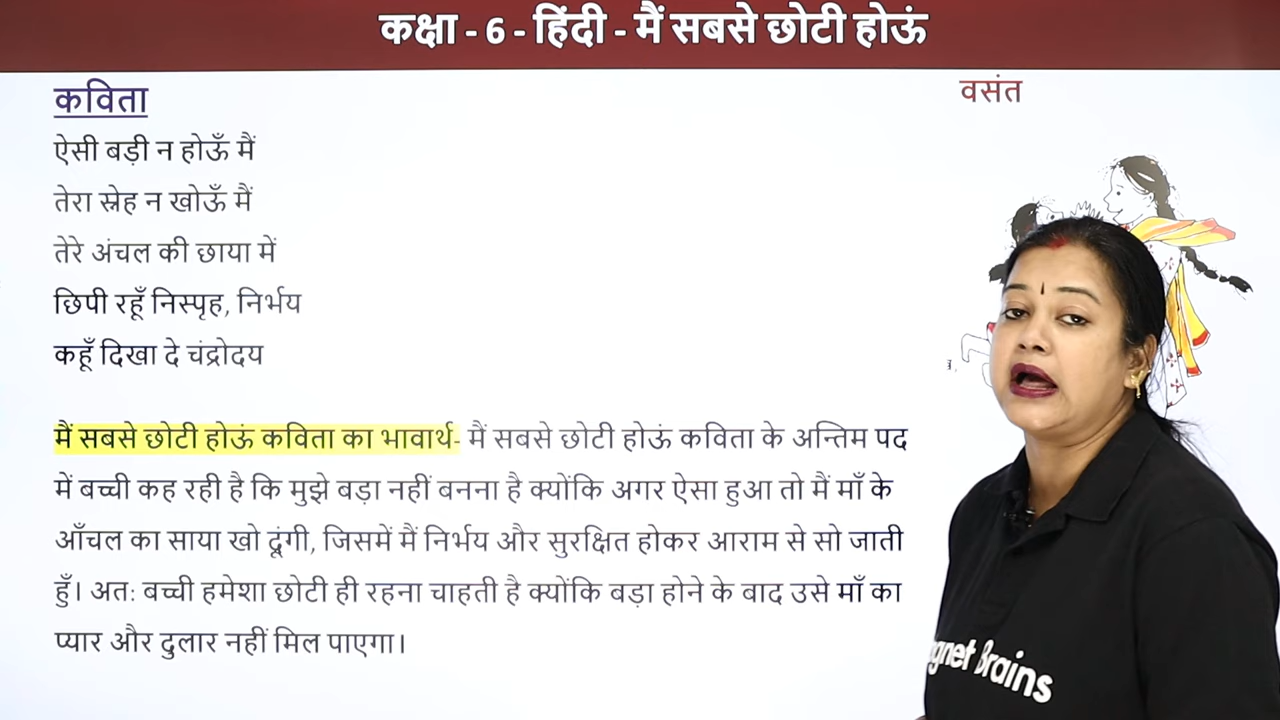 कक्षा - 6 - हिंदी - मैं सबसे छोटी होऊं
कविता
वसंत
ऐसी बड़ी न होऊँ मैं
तेरा स्नेह न खोऊँ मैं
तेरे अंचल की छाया में
छिपी रहूँ निस्पृह, निर्भय
कहूँ दिखा दे चंद्रोदय
मैं सबसे छोटी होऊं कविता का भावार्थ- मैं सबसे छोटी होऊं कविता के अन्तिम पद
में बच्ची कह रही है कि मुझे बड़ा नहीं बनना है क्योंकि अगर ऐसा हुआ तो मैं माँ के
आँचल का साया खो दूंगी, जिसमें मैं निर्भय और सुरक्षित होकर आराम से सो जाती
हूँ। अत: बच्ची हमेशा छोटी ही रहना चाहती है क्योंकि बड़ा होने के बाद उसे माँ का
प्यार और दुलार नहीं मिल पाएगा।
gnet Brains